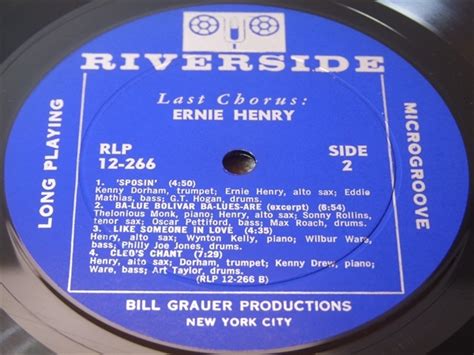 RIVERSIDE
Last Chorus:
ERNIE HENRY
LONG PLAYING
MICROGROOVE
RLP
12-266
SIDE
2
1. 'SPOSIN' (4:50)
Kenny Dorham, trumpet; Ernie Henry, alto sax; Eddie
Mathias, bass; G.T. Hogan, drums.
2. BA-LUE BOLIVAR BA-LUES-ARE (excerpt) (6:54)
Thelonious Monk, piano; Henry, alto sax; Sonny Rollins,
tenor sax; Oscar Pettiford, bass; Max Roach, drums.
3. LIKE SOMEONE IN LOVE (4:35)
Henry, alto sax; Wynton Kelly, piano; Wilbur Ware,
bass; Philly Joe Jones, drums.
4. CLEO'S CHANT (7:29)
Henry, alto sax; Dorham, trumpet; Kenny Drew, piano;
Ware, bass; Art Taylor, drums.
(RLP 12-266 B)
BILL GRAUER PRODUCTIONS
NEW YORK CITY